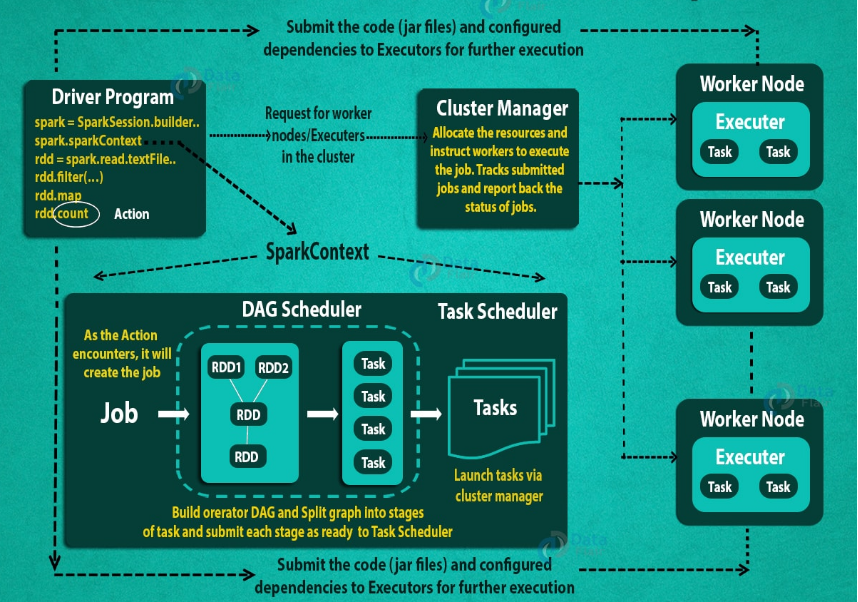 Submit the code (jar files) and configured
dependencies to Executors for further execution
Driver Program
spark = SparkSession.builder..
spark.sparkContext
rdd = spark.read.textFile..
rdd.filter(...)
rdd.map
rdd.count
Action
Request for worker
nodes/Executers
in the cluster
Cluster Manager
Allocate the resources and
instruct workers to execute
the job. Tracks submitted
jobs and report back the
status of jobs.
Worker Node
Executer
Task
Task
Worker Node
Executer
Task
Task
Worker Node
Executer
Task
Task
SparkContext
DAG Scheduler
Task Scheduler
As the Action
encounters, it will
create the job
Job
RDD1
RDD2
RDD
RDD
Task
Task
Task
Task
Tasks
Launch tasks via
cluster manager
Build orerator DAG and Split graph into stages
of task and submit each stage as ready to Task Scheduler
Submit the code (jar files) and configured
dependencies to Executors for further execution
Data
Data
Data
Data